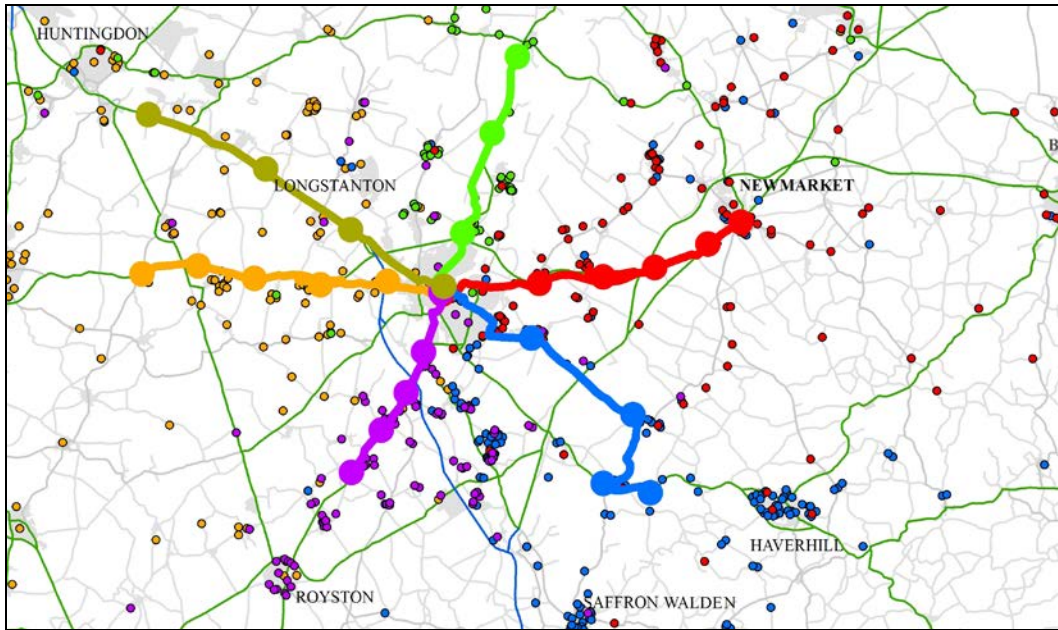 HUNTINGDON
LONGSTANTON
NEWMARKET
B
HAVERHILL
ROYSTON
SAFFRON WALDEN